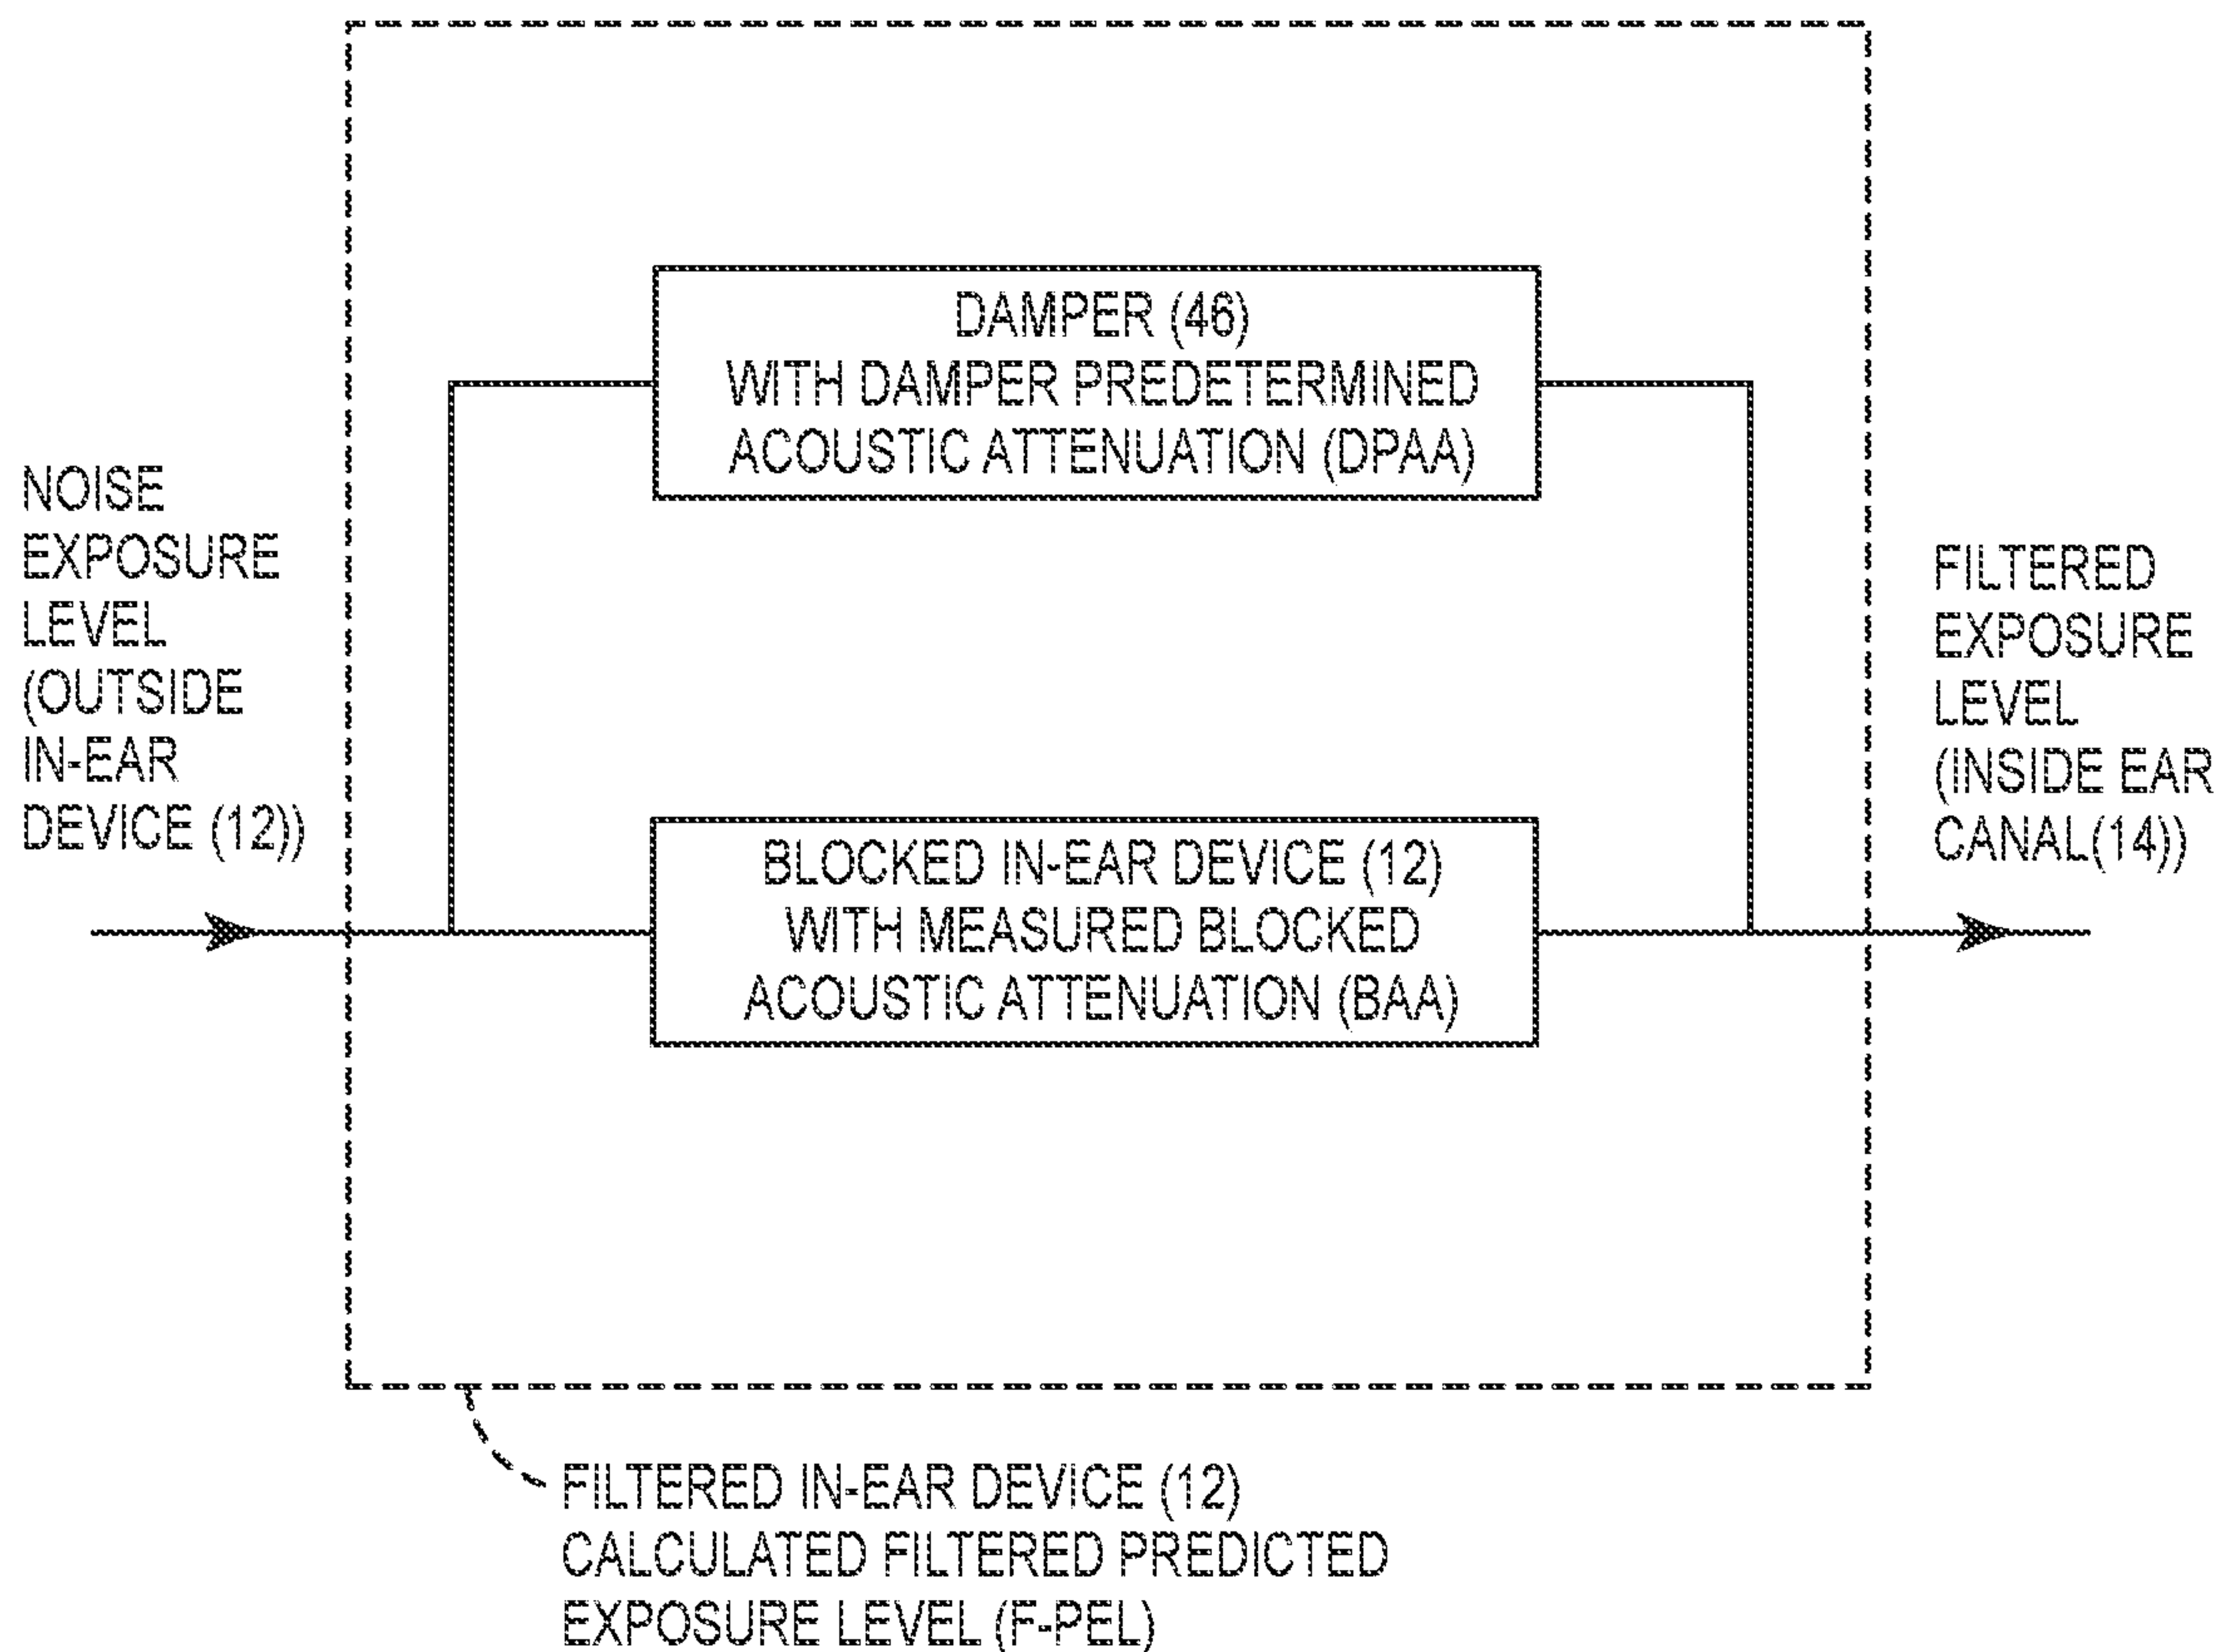 DAMPER (46)
WITH DAMPER PREDETERMINED
ACOUSTIC ATTENUATION (DPAA)
NOISE
EXPOSURE
LEVEL
(OUTSIDE
IN-EAR
DEVICE (12))
FILTERED
EXPOSURE
LEVEL
(INSIDE EAR
CANAL(14))
BLOCKED IN-EAR DEVICE (12)
WITH MEASURED BLOCKED
ACOUSTIC ATTENUATION (BAA)
FILTERED IN-EAR DEVICE (12)
CALCULATED FILTERED PREDICTED
EXPOSURE LEVEL (F-PEL)